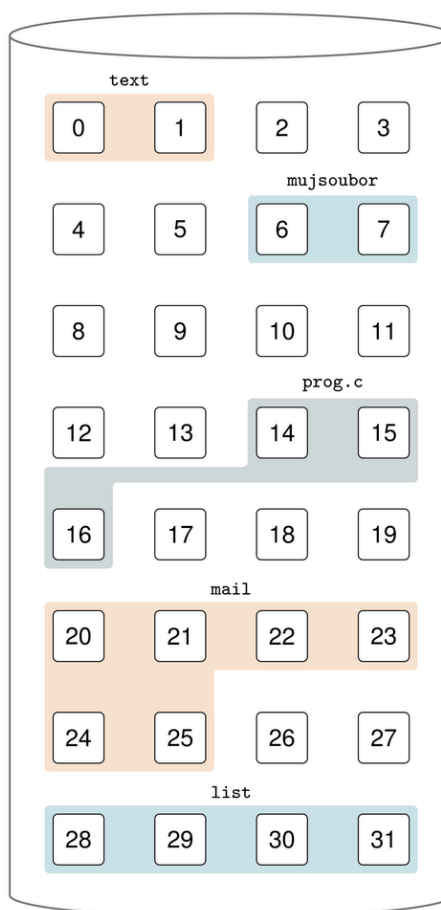 text
0 1 2 3
mujsoubor
4 5 6 7
8 9 10 11
prog.c
12 13 14 15
16 17 18 19
mail
20 21 22 23
24 25 26 27
list
28 29 30 31